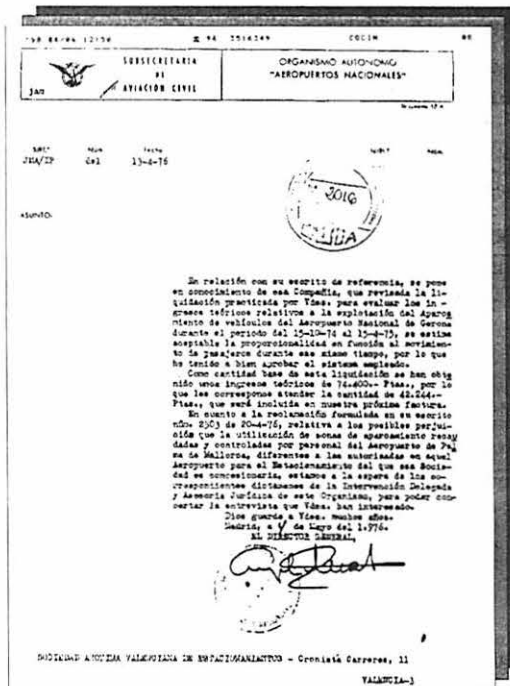 SUBSECRETARIA
DE
AVIACIÓN CIVIL
ORGANISMO AUTONOMO
"AEROPUERTOS NACIONALES"
13-4-76
ASUNTO:
2016
SALIDA
En relación con su escrito de referencia, se pone
en conocimiento de esa Compañía, que revisada la li-
quidación practicada por Vdes. para evaluar los in-
gresos teóricos relativos a la explotación del Aparca
miento de vehículos del Aeropuerto Nacional de Gerona
durante el periodo del 15-10-74 al 15-4-75, se estima
aceptable la proporcionalidad en función al movimien-
to de pasajeros durante ese mismo tiempo, por lo que
he tenido a bien aprobar el sistema empleado.
Como cantidad base de esta liquidación se han obte
nido unos ingresos teóricos de 74.400.- Ptas., por lo
que les corresponde atender la cantidad de 42.244.-
Ptas., que será incluida en nuestra próxima factura.
En cuanto a la reclamación formulada en su escrito
núm. 2503 de 20-4-76, relativa a los posibles perjui-
cios que la utilización de zonas de aparcamiento recay
dadas y controladas por personal del Aeropuerto de Pal
ma de Mallorca, diferentes a las autorizadas en aquel
Aeropuerto para el Estacionamiento del que esa Socie-
dad es concesionaria, estamos a la espera de los co-
rrespondientes dictámenes de la Intervención Delegada
y Asesoría Jurídica de este Organismo, para poder con-
certar la entrevista que Vdes. han interesado.
Dios guarde a Vdes. muchos años.
Madrid, a 4 de Mayo del 1.976.
EL DIRECTOR GENERAL,
SOCIEDAD ANONIMA VALENCIANA DE ESTACIONAMIENTOS - Cronista Carreres, 11
VALENCIA-3